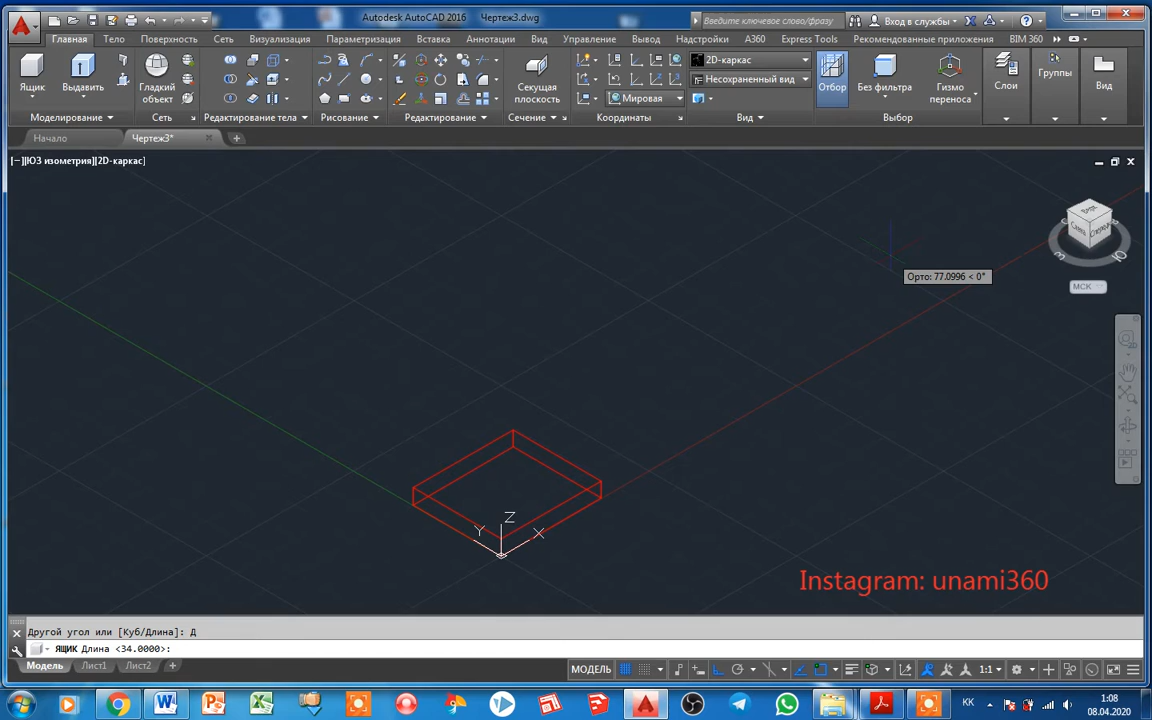 Autodesk AutoCAD 2016 Чертеж3.dwg
Введите ключевое слово/фразу
Вход в службы
Главная Тело Поверхность Сеть Визуализация Параметризация Вставка Аннотации Вид Управление Вывод Надстройки A360 Express Tools Рекомендованные приложения BIM 360
Ящик
Выдавить
Гладкий объект
Секущая плоскость
2D-каркас
Несохраненный вид
Мировая
Отбор
Без фильтра
Гизмо переноса
Слои
Группы
Вид
Моделирование
Сеть
Редактирование тела
Рисование
Редактирование
Сечение
Координаты
Вид
Выбор
Начало
Чертеж3*
[−][ЮЗ изометрия][2D-каркас]
З
Ю
МСК
Орто: 77.0996 < 0°
Z
Y
X
Instagram: unami360
Другой угол или [Куб/Длина]: Д
ЯЩИК Длина <34.0000>:
Модель Лист1 Лист2
МОДЕЛЬ
1:1
KK
1:08
08.04.2020